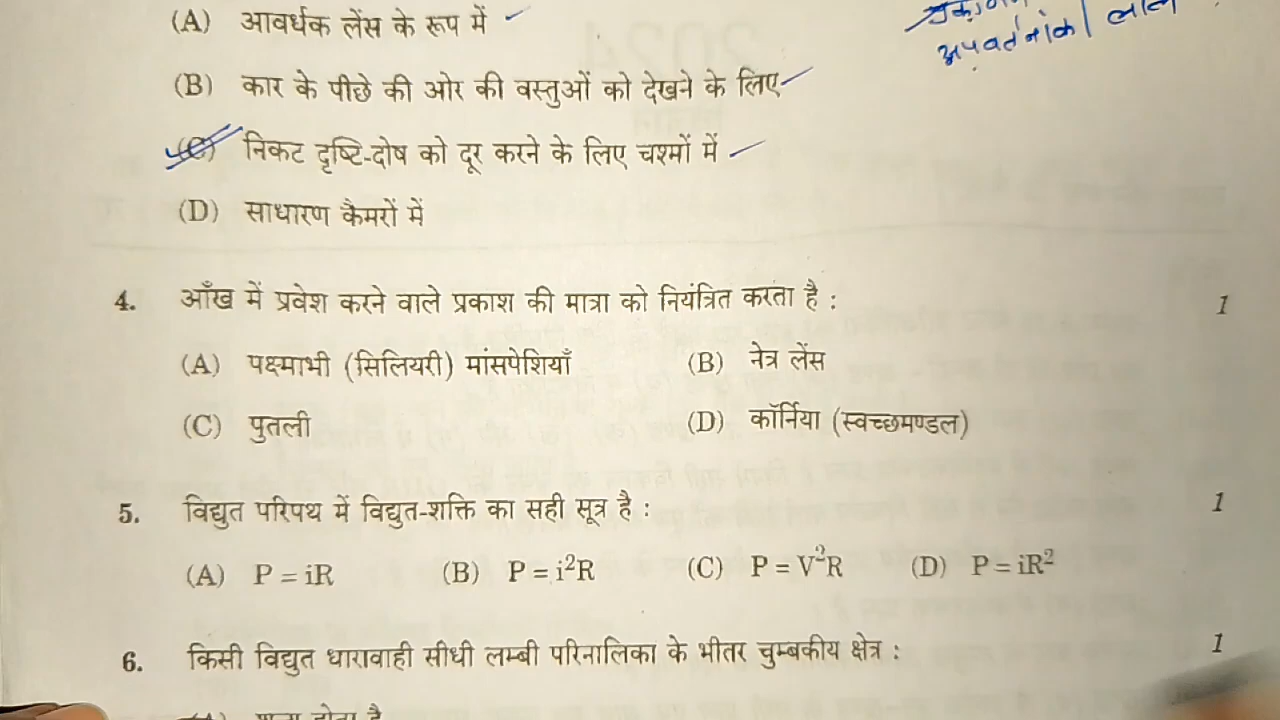 (A) आवर्धक लेंस के रूप में
अपवर्तनांक। लाल
(B) कार के पीछे की ओर की वस्तुओं को देखने के लिए
(C) निकट दृष्टि-दोष को दूर करने के लिए चश्मों में
(D) साधारण कैमरों में
4. आँख में प्रवेश करने वाले प्रकाश की मात्रा को नियंत्रित करता है : 1
(A) पक्ष्माभी (सिलियरी) मांसपेशियाँ (B) नेत्र लेंस
(C) पुतली (D) कॉर्निया (स्वच्छमण्डल)
5. विद्युत परिपथ में विद्युत-शक्ति का सही सूत्र है : 1
(A) P = iR (B) P = i²R (C) P = V²R (D) P = iR²
6. किसी विद्युत धारावाही सीधी लम्बी परिनालिका के भीतर चुम्बकीय क्षेत्र : 1